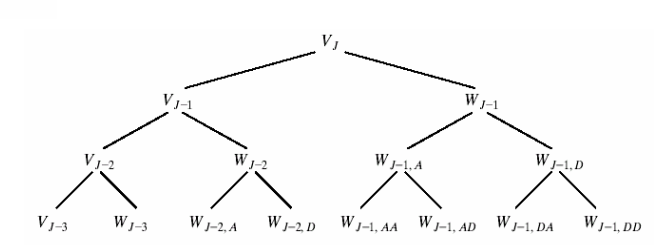 V_J
V_{J−1} W_{J−1}
V_{J−2} W_{J−2} W_{J−1, A} W_{J−1, D}
V_{J−3} W_{J−3} W_{J−2, A} W_{J−2, D} W_{J−1, AA} W_{J−1, AD} W_{J−1, DA} W_{J−1, DD}